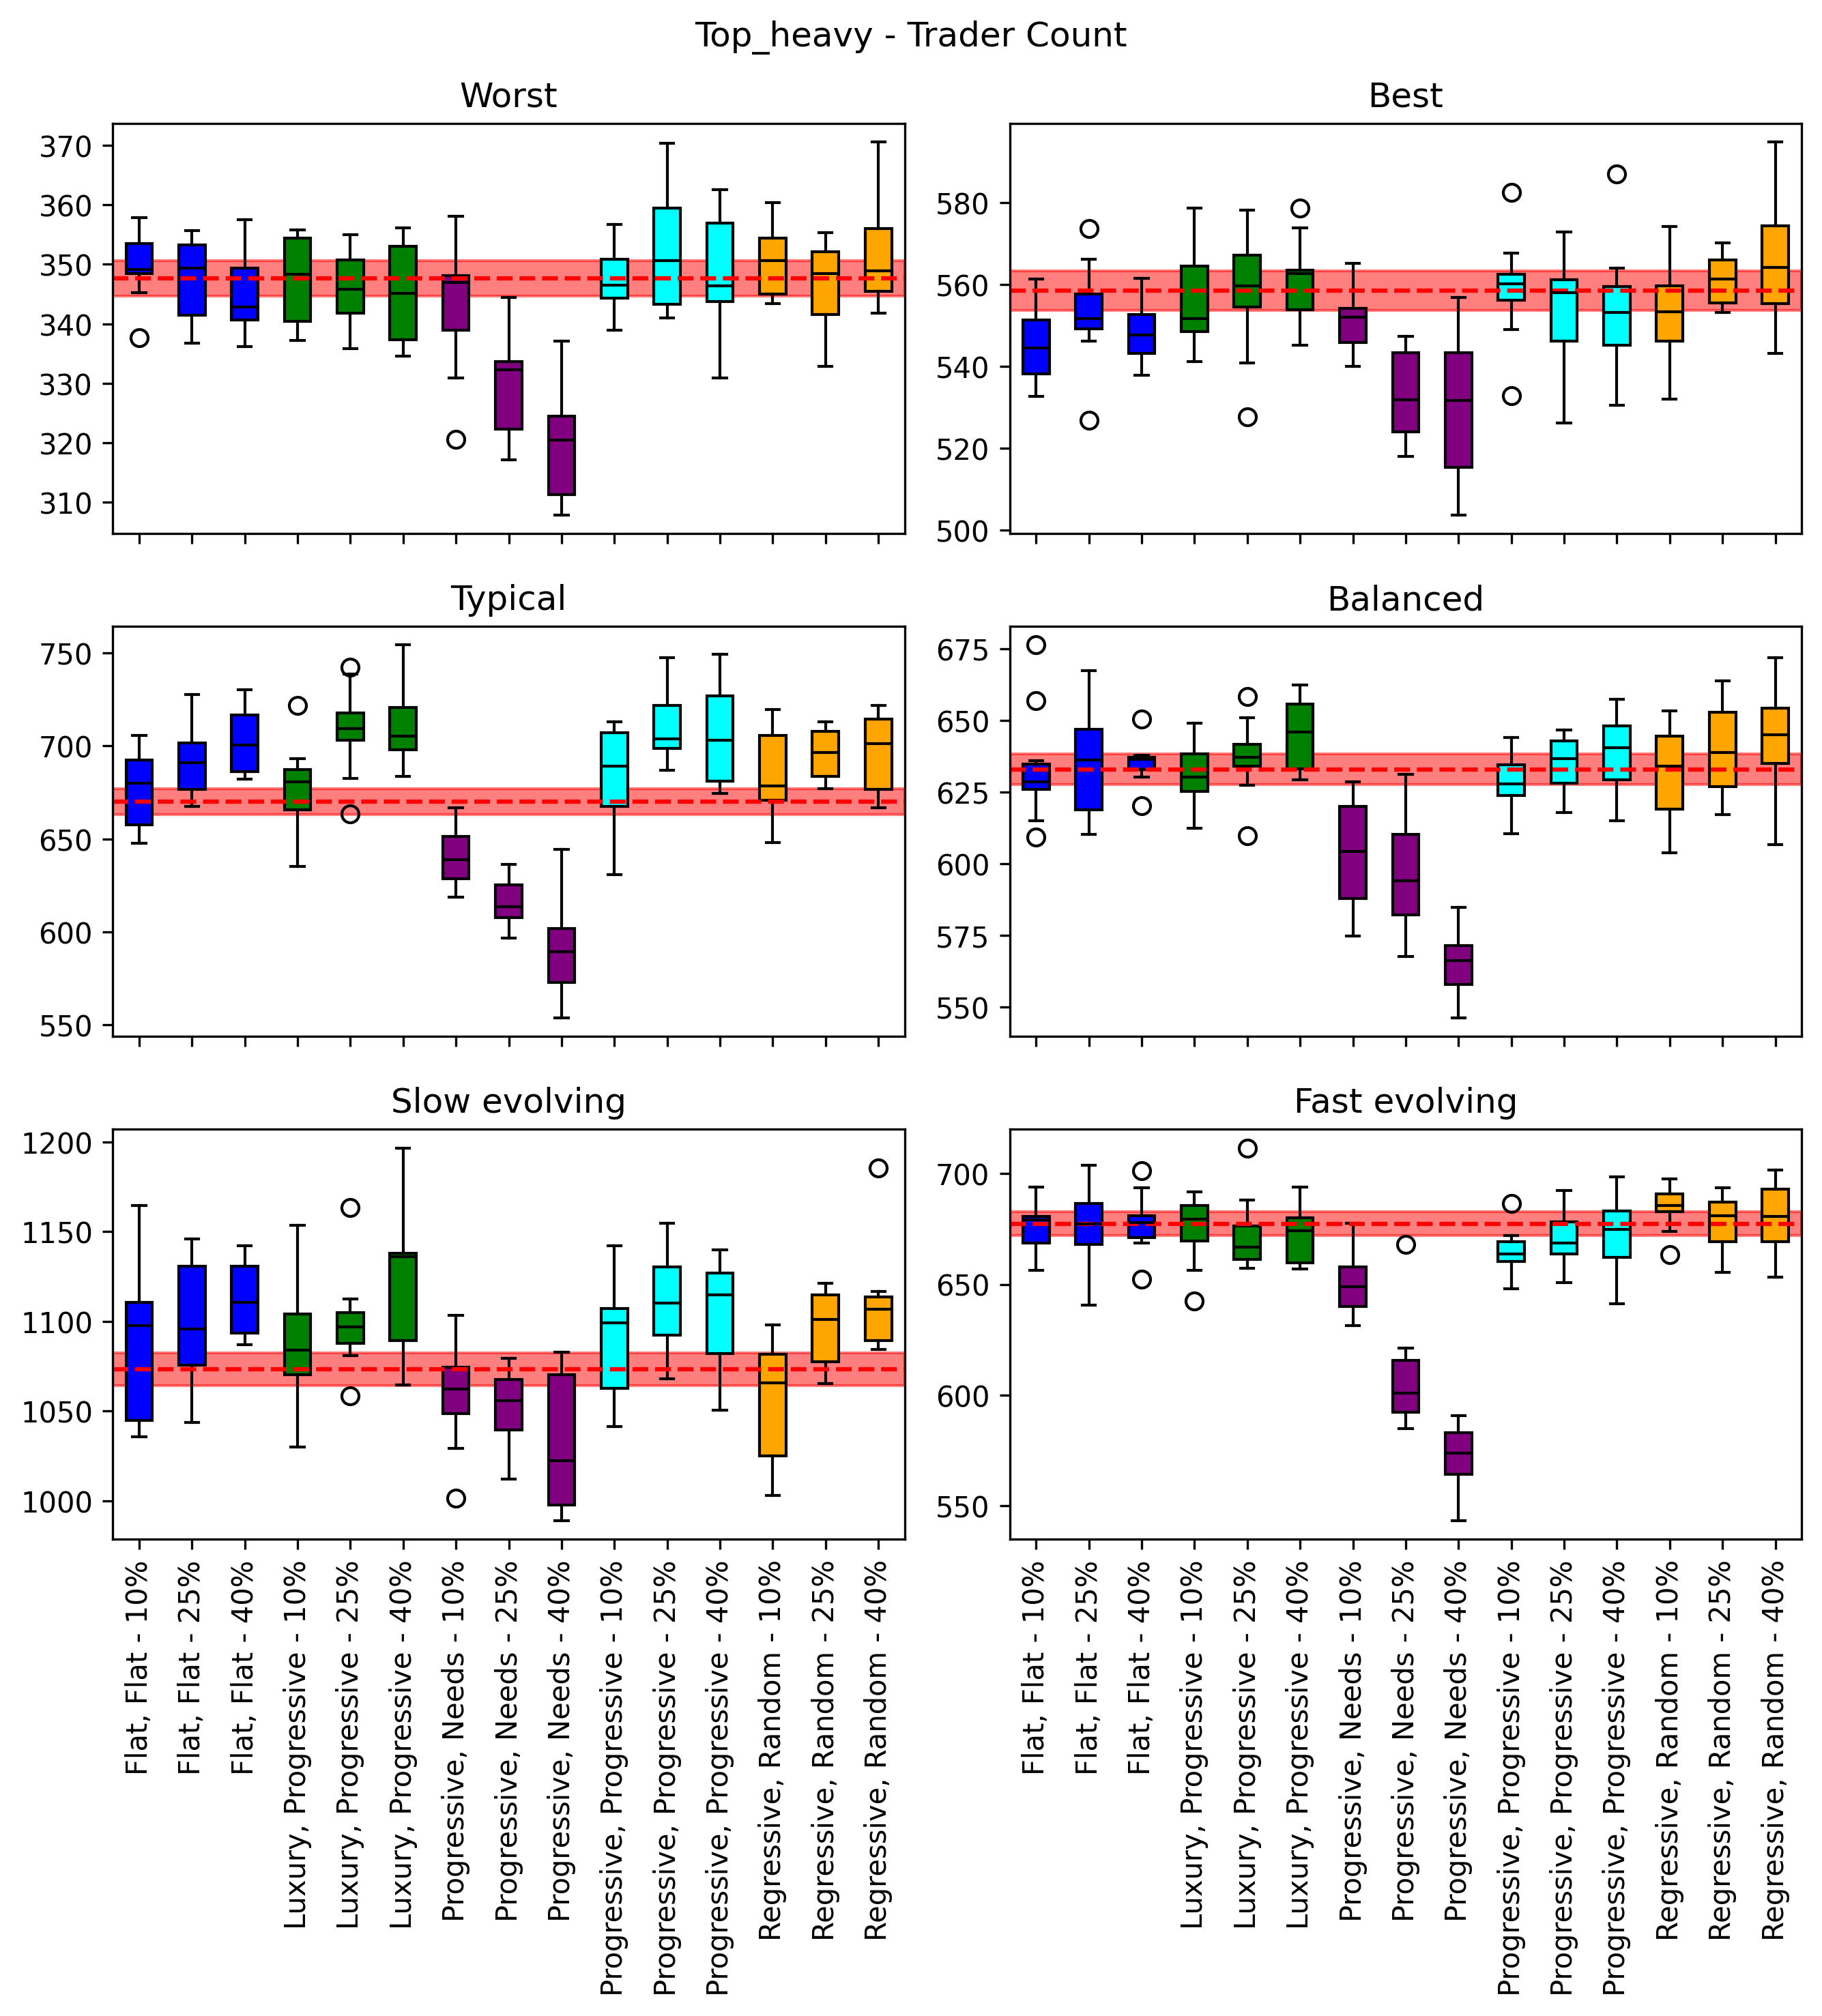 Top_heavy - Trader Count
Worst
370
360
350
340
330
320
310
Best
580
560
540
520
500
Typical
750
700
650
600
550
Balanced
675
650
625
600
575
550
Slow evolving
1200
1150
1100
1050
1000
Flat, Flat - 10%
Flat, Flat - 25%
Flat, Flat - 40%
Luxury, Progressive - 10%
Luxury, Progressive - 25%
Luxury, Progressive - 40%
Progressive, Needs - 10%
Progressive, Needs - 25%
Progressive, Needs - 40%
Progressive, Progressive - 10%
Progressive, Progressive - 25%
Progressive, Progressive - 40%
Regressive, Random - 10%
Regressive, Random - 25%
Regressive, Random - 40%
Fast evolving
700
650
600
550
Flat, Flat - 10%
Flat, Flat - 25%
Flat, Flat - 40%
Luxury, Progressive - 10%
Luxury, Progressive - 25%
Luxury, Progressive - 40%
Progressive, Needs - 10%
Progressive, Needs - 25%
Progressive, Needs - 40%
Progressive, Progressive - 10%
Progressive, Progressive - 25%
Progressive, Progressive - 40%
Regressive, Random - 10%
Regressive, Random - 25%
Regressive, Random - 40%